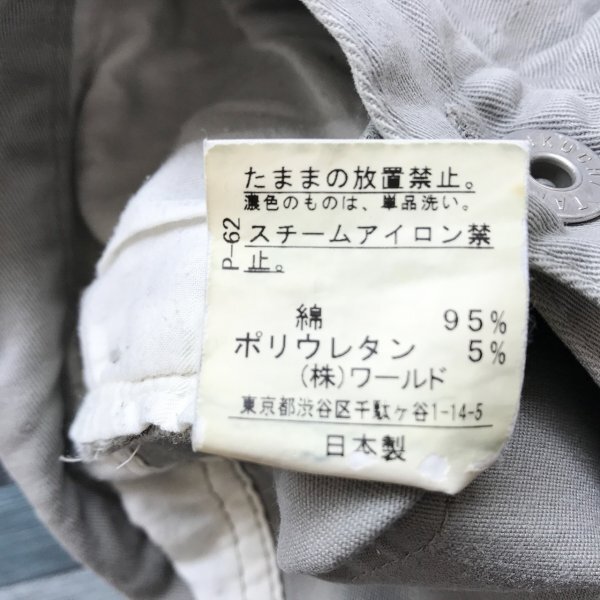 たままの放置禁止。
濃色のものは、単品洗い。
P-62
スチームアイロン禁
止。
綿 95%
ポリウレタン 5%
(株)ワールド
東京都渋谷区千駄ヶ谷1-14-5
日本製